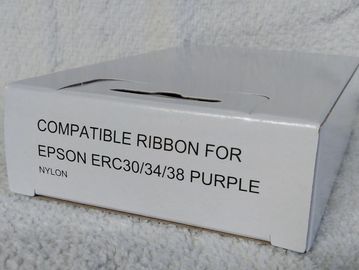 COMPATIBLE RIBBON FOR
EPSON ERC30/34/38 PURPLE
NYLON